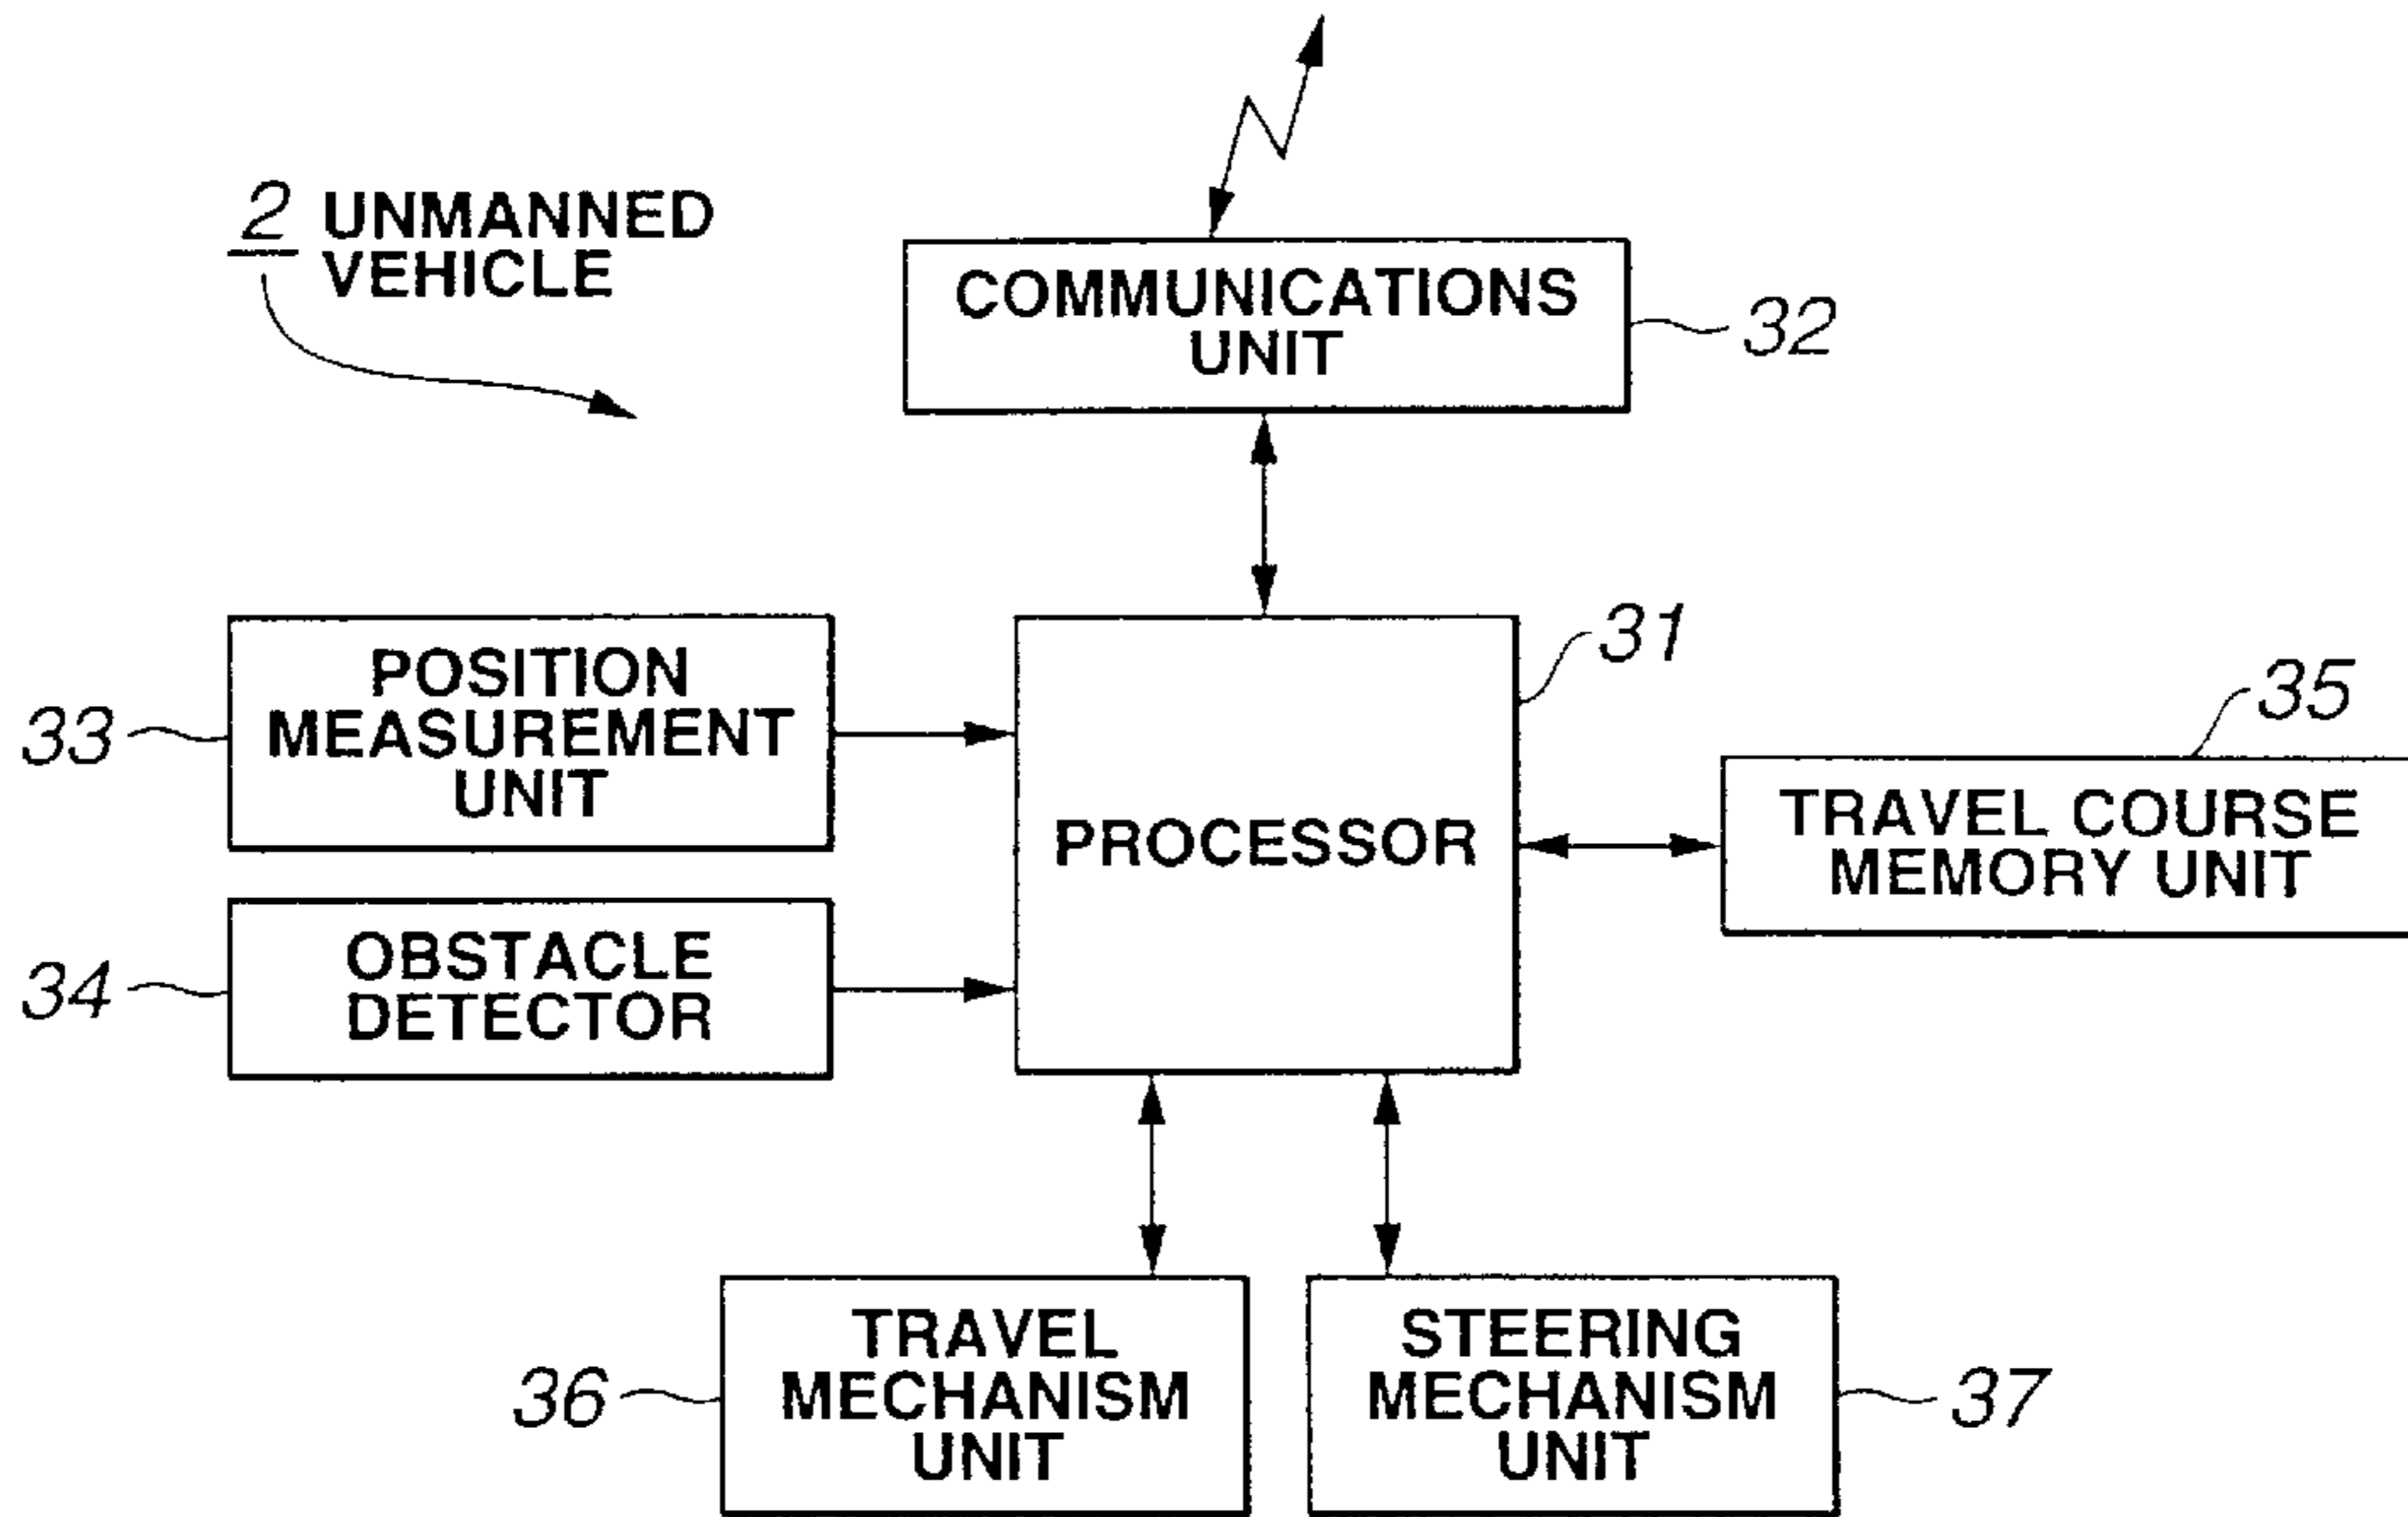 2 UNMANNED
VEHICLE
COMMUNICATIONS
UNIT
32
31
POSITION
MEASUREMENT
UNIT
33
35
PROCESSOR
TRAVEL COURSE
MEMORY UNIT
OBSTACLE
DETECTOR
34
TRAVEL
MECHANISM
UNIT
36
STEERING
MECHANISM
UNIT
37